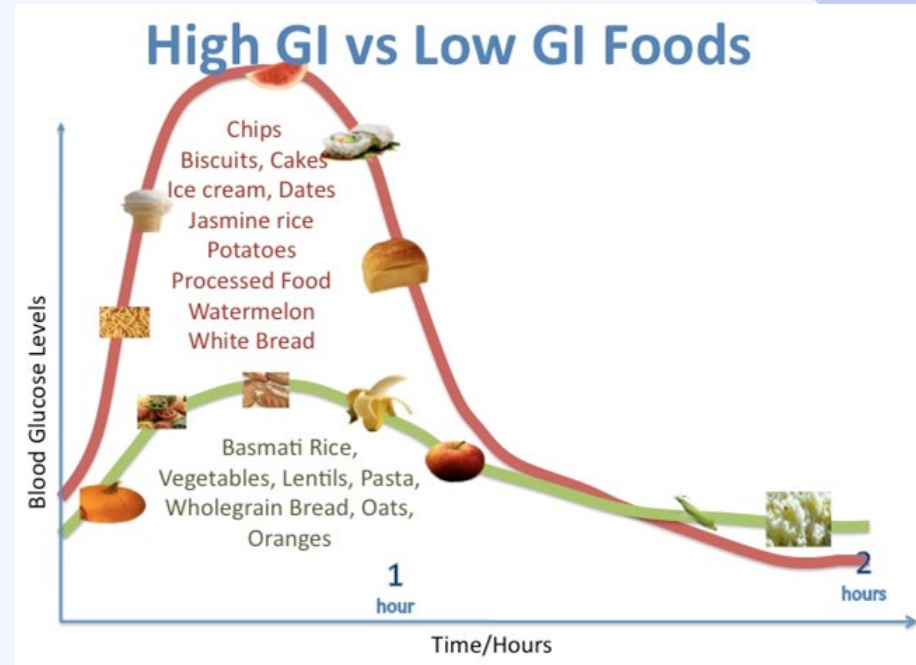 High GI vs Low GI Foods
Chips
Biscuits, Cakes
Ice cream, Dates
Jasmine rice
Potatoes
Processed Food
Watermelon
White Bread
Blood Glucose Levels
Basmati Rice,
Vegetables, Lentils, Pasta,
Wholegrain Bread, Oats,
Oranges
1
hour
2
hours
Time/Hours